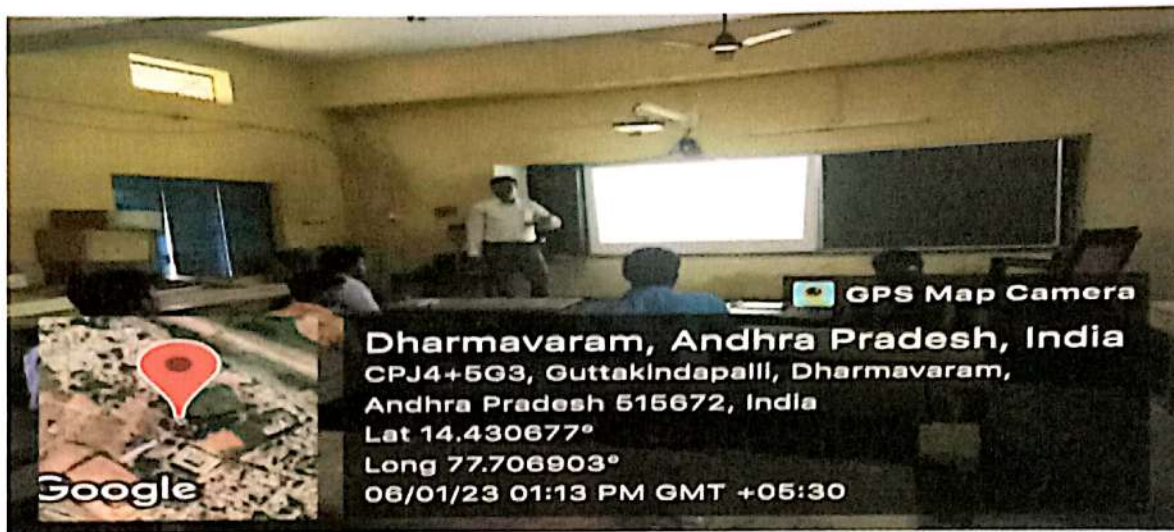 GPS Map Camera
Dharmavaram, Andhra Pradesh, India
CPJ4+5G3, Guttakindapalli, Dharmavaram,
Andhra Pradesh 515672, India
Lat 14.430677°
Long 77.706903°
06/01/23 01:13 PM GMT +05:30
Google